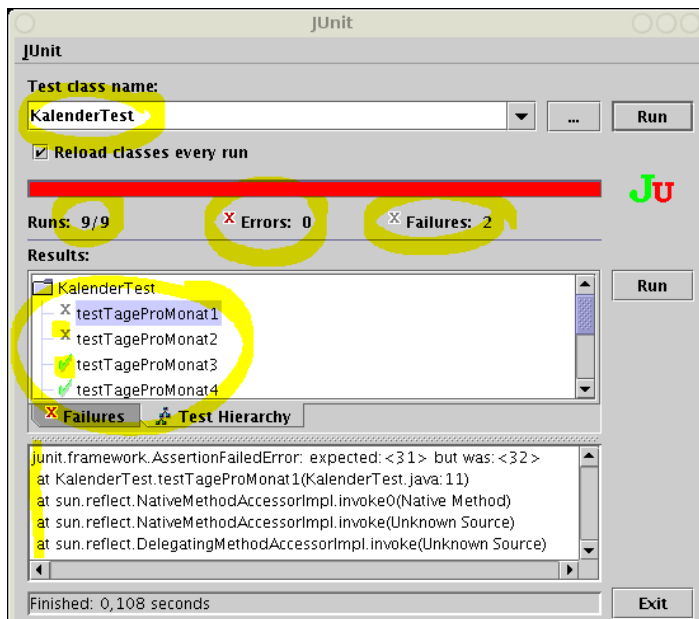 JUnit
JUnit
Test class name:
KalenderTest ... Run
Reload classes every run
JU
Runs: 9/9 X Errors: 0 X Failures: 2
Results:
KalenderTest Run
X testTageProMonat1
X testTageProMonat2
testTageProMonat3
testTageProMonat4
X Failures Test Hierarchy
junit.framework.AssertionFailedError: expected:<31> but was:<32>
at KalenderTest.testTageProMonat1(KalenderTest.java:11)
at sun.reflect.NativeMethodAccessorImpl.invoke0(Native Method)
at sun.reflect.NativeMethodAccessorImpl.invoke(Unknown Source)
at sun.reflect.DelegatingMethodAccessorImpl.invoke(Unknown Source)
Finished: 0,108 seconds Exit